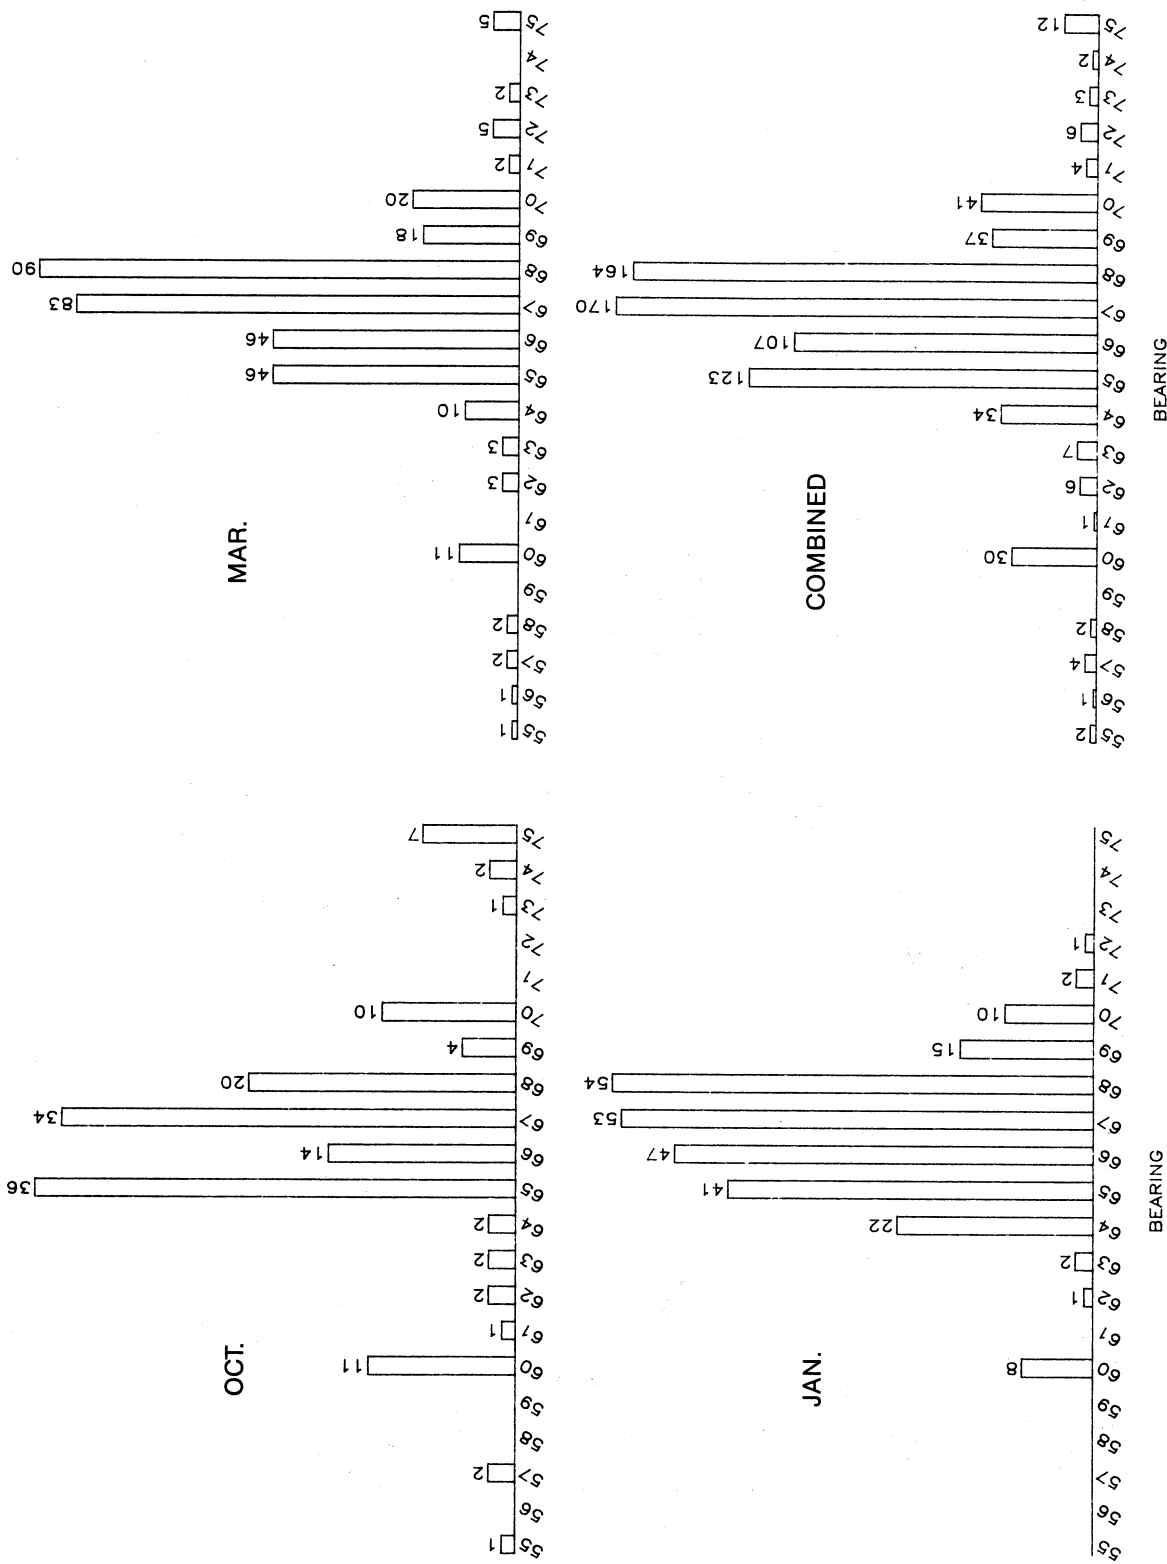 OCT.
1 2 11 1 2 2 2 36 14 34 20 4 10 1 2 7
55 56 57 58 59 60 61 62 63 64 65 66 67 68 69 70 71 72 73 74 75
MAR.
1 1 2 2 11 3 3 10 46 46 83 90 18 20 2 5 2 5
55 56 57 58 59 60 61 62 63 64 65 66 67 68 69 70 71 72 73 74 75
JAN.
8 1 2 22 41 47 53 54 15 10 2 1
55 56 57 58 59 60 61 62 63 64 65 66 67 68 69 70 71 72 73 74 75
BEARING
COMBINED
2 1 4 2 30 1 6 7 34 123 107 170 164 37 41 4 6 3 2 12
55 56 57 58 59 60 61 62 63 64 65 66 67 68 69 70 71 72 73 74 75
BEARING